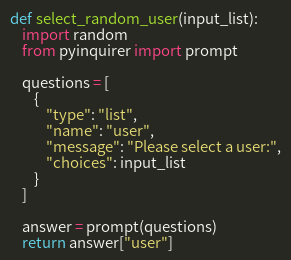 def select_random_user(input_list):
    import random
    from pyinquirer import prompt

    questions = [
        {
            "type": "list",
            "name": "user",
            "message": "Please select a user:",
            "choices": input_list
        }
    ]

    answer = prompt(questions)
    return answer["user"]